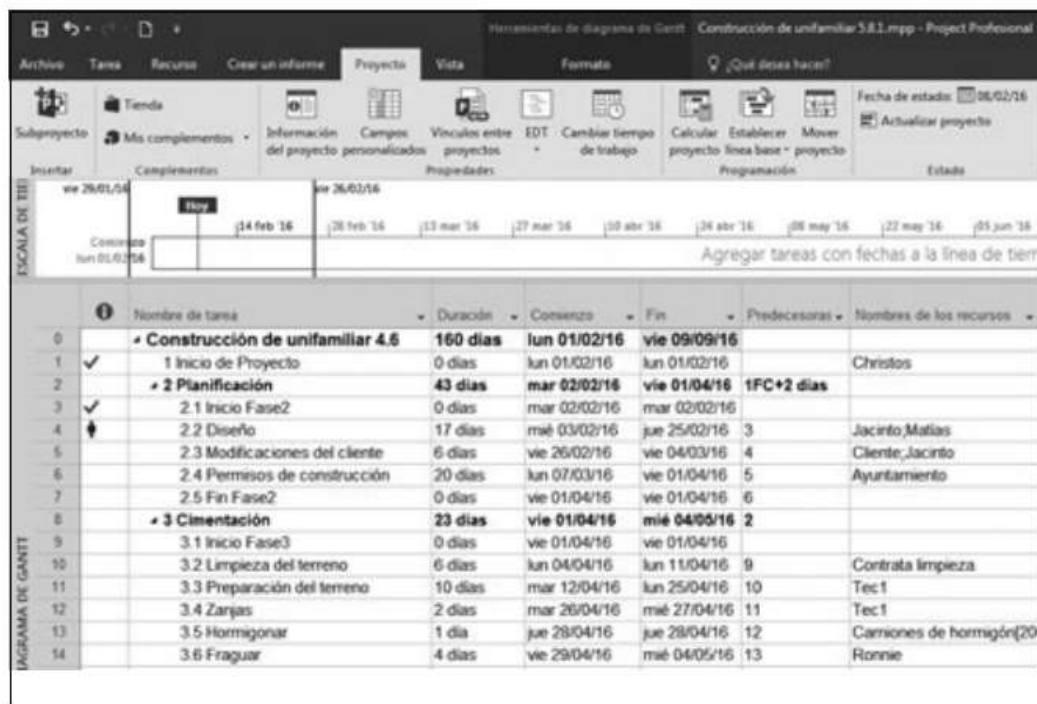 Herramientas de diagrama de Gantt Construcción de unifamiliar 5.8.1.mpp - Project Profesional
Archivo Tarea Recurso Crear un informe Proyecto Vista Formato ¿Qué desea hacer?
Subproyecto
Tienda
Mis complementos
Información del proyecto
Campos personalizados
Vínculos entre proyectos
EDT
Cambiar tiempo de trabajo
Calcular proyecto
Establecer línea base
Mover proyecto
Fecha de estado: 08/02/16
Actualizar proyecto
Insertar Complementos Propiedades Programación Estado
ESCALA DE TIE
vie 29/01/16 vie 26/02/16
Hoy
14 feb '16 28 feb '16 13 mar '16 27 mar '16 10 abr '16 24 abr '16 08 may '16 22 may '16 05 jun '16
Comienzo
lun 01/02/16
Agregar tareas con fechas a la línea de tiem
Nombre de tarea Duración Comienzo Fin Predecesoras Nombres de los recursos
0 Construcción de unifamiliar 4.6 160 días lun 01/02/16 vie 09/09/16
1 1 Inicio de Proyecto 0 días lun 01/02/16 lun 01/02/16 Christos
2 2 Planificación 43 días mar 02/02/16 vie 01/04/16 1FC+2 días
3 2.1 Inicio Fase2 0 días mar 02/02/16 mar 02/02/16
4 2.2 Diseño 17 días mié 03/02/16 jue 25/02/16 3 Jacinto;Matías
5 2.3 Modificaciones del cliente 6 días vie 26/02/16 vie 04/03/16 4 Cliente;Jacinto
6 2.4 Permisos de construcción 20 días lun 07/03/16 vie 01/04/16 5 Ayuntamiento
7 2.5 Fin Fase2 0 días vie 01/04/16 vie 01/04/16 6
8 3 Cimentación 23 días vie 01/04/16 mié 04/05/16 2
9 3.1 Inicio Fase3 0 días vie 01/04/16 vie 01/04/16
10 3.2 Limpieza del terreno 6 días lun 04/04/16 lun 11/04/16 9 Contrata limpieza
11 3.3 Preparación del terreno 10 días mar 12/04/16 lun 25/04/16 10 Tec1
12 3.4 Zanjas 2 días mar 26/04/16 mié 27/04/16 11 Tec1
13 3.5 Hormigonar 1 día jue 28/04/16 jue 28/04/16 12 Camiones de hormigón[20
14 3.6 Fraguar 4 días vie 29/04/16 mié 04/05/16 13 Ronnie
IAGRAMA DE GANTT